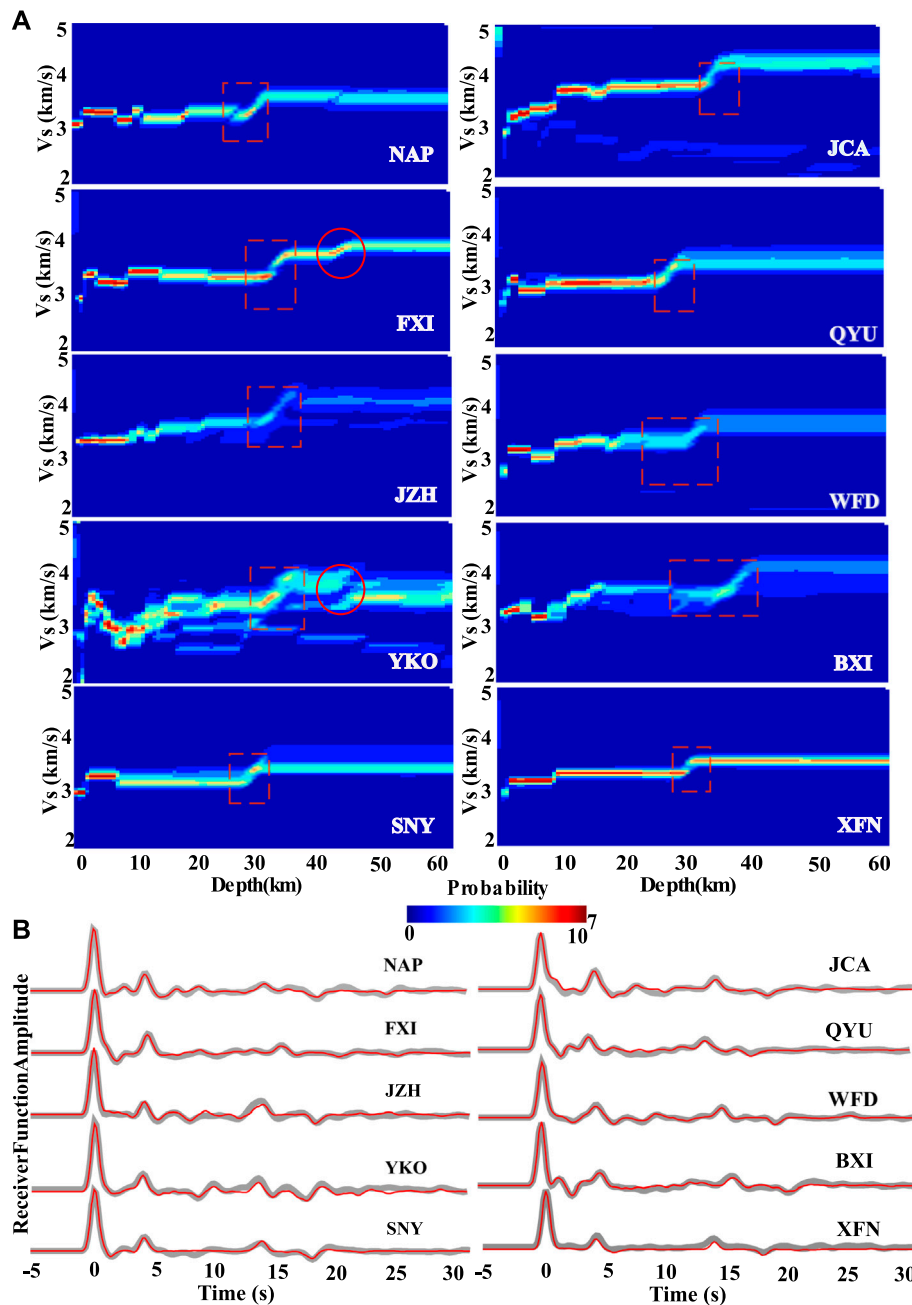 A
5
4
3
2
Vs (km/s)
NAP
5
4
3
2
Vs (km/s)
JCA
5
4
3
2
Vs (km/s)
FXI
5
4
3
2
Vs (km/s)
QYU
5
4
3
2
Vs (km/s)
JZH
5
4
3
2
Vs (km/s)
WFD
5
4
3
2
Vs (km/s)
YKO
5
4
3
2
Vs (km/s)
BXI
5
4
3
2
Vs (km/s)
SNY
5
4
3
2
Vs (km/s)
XFN
0 10 20 30 40 50 60
Depth(km)
0 10 20 30 40 50 60
Depth(km)
Probability
0 10 7
B
ReceiverFunctionAmplitude
NAP
FXI
JZH
YKO
SNY
-5 0 5 10 15 20 25 30
Time (s)
JCA
QYU
WFD
BXI
XFN
-5 0 5 10 15 20 25 30
Time (s)